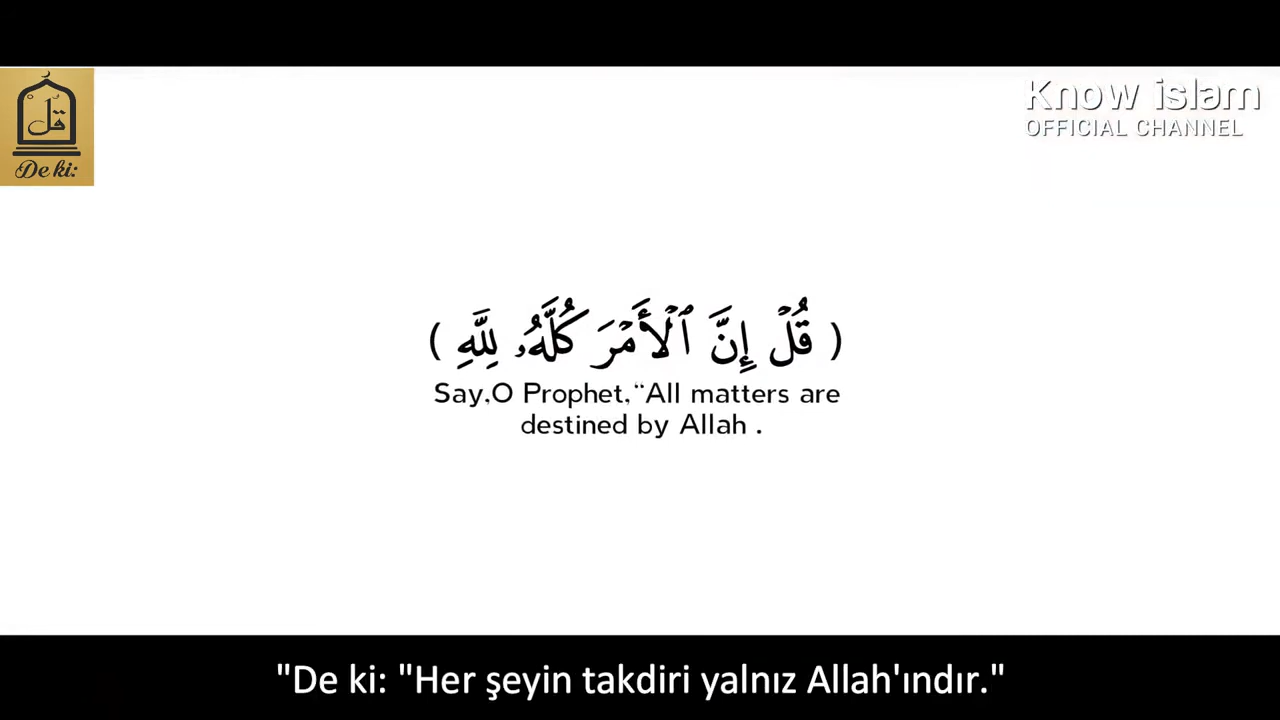 قل
De ki:
Know islam
OFFICIAL CHANNEL
( قُلۡ إِنَّ ٱلۡأَمۡرَ كُلَّهُۥ لِلَّهِ )
Say,O Prophet,“All matters are
destined by Allah .
"De ki: "Her şeyin takdiri yalnız Allah'ındır."